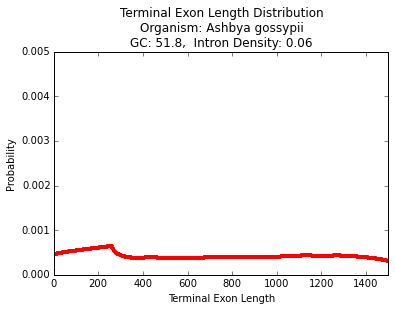 Terminal Exon Length Distribution
Organism: Ashbya gossypii
GC: 51.8,  Intron Density: 0.06
0.005
0.004
0.003
0.002
0.001
0.000
Probability
0 200 400 600 800 1000 1200 1400
Terminal Exon Length